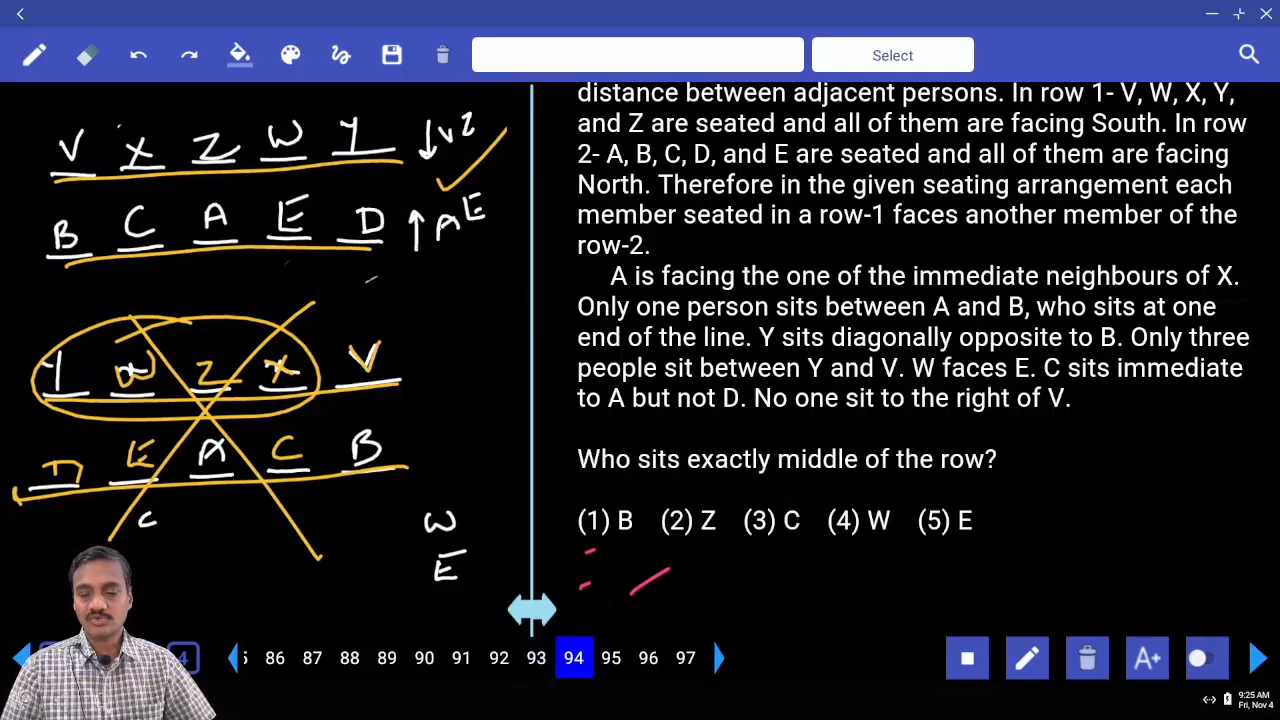 Select
V X Z W Y ↓ V Z
B C A E D ↑ A E
Y W Z X V
D E A C B
C
W
E
distance between adjacent persons. In row 1- V, W, X, Y,
and Z are seated and all of them are facing South. In row
2- A, B, C, D, and E are seated and all of them are facing
North. Therefore in the given seating arrangement each
member seated in a row-1 faces another member of the
row-2.
A is facing the one of the immediate neighbours of X.
Only one person sits between A and B, who sits at one
end of the line. Y sits diagonally opposite to B. Only three
people sit between Y and V. W faces E. C sits immediate
to A but not D. No one sit to the right of V.
Who sits exactly middle of the row?
(1) B (2) Z (3) C (4) W (5) E
86 87 88 89 90 91 92 93 94 95 96 97
A+
9:25 AM
Fri, Nov 4